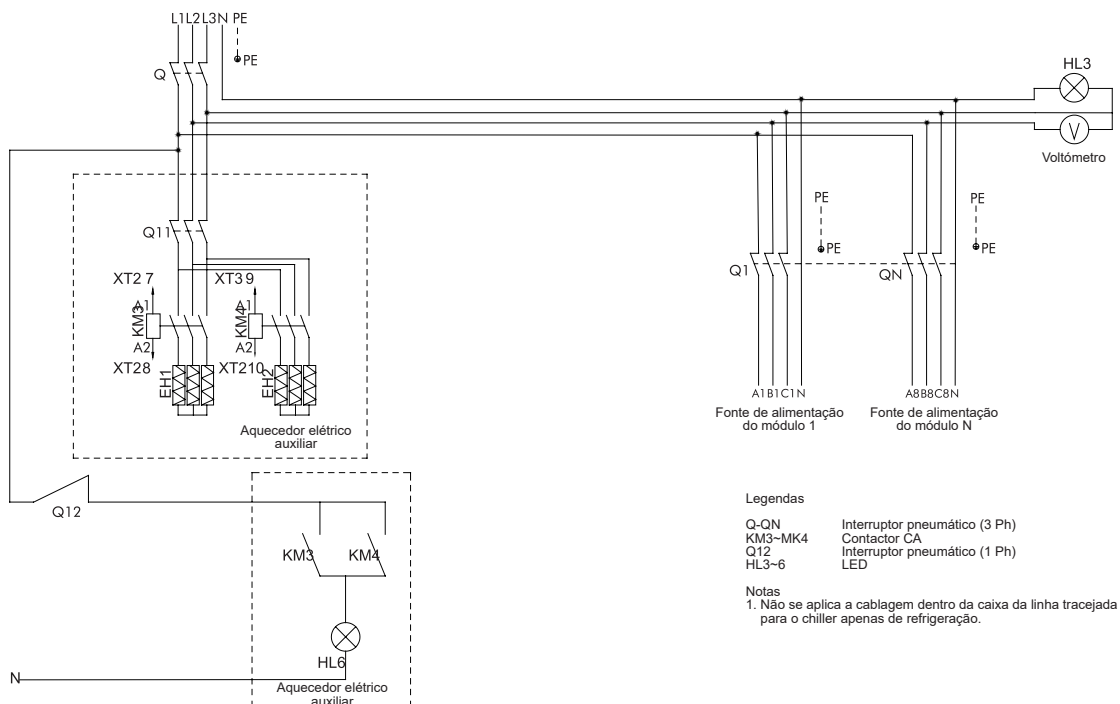 L1L2L3N PE
PE
Q
HL3
V
Voltómetro
Q11
XT2 7
XT3 9
A1
KM3
A2
A1
KM4
A2
XT28
XT210
EH1
EH2
Aquecedor elétrico
auxiliar
PE
PE
Q1
PE
PE
QN
A1B1C1N
Fonte de alimentação
do módulo 1
A8B8C8N
Fonte de alimentação
do módulo N
Q12
KM3
KM4
HL6
Aquecedor elétrico
auxiliar
N
Legendas
Q-QN Interruptor pneumático (3 Ph)
KM3~MK4 Contactor CA
Q12 Interruptor pneumático (1 Ph)
HL3~6 LED
Notas
1. Não se aplica a cablagem dentro da caixa da linha tracejada
para o chiller apenas de refrigeração.